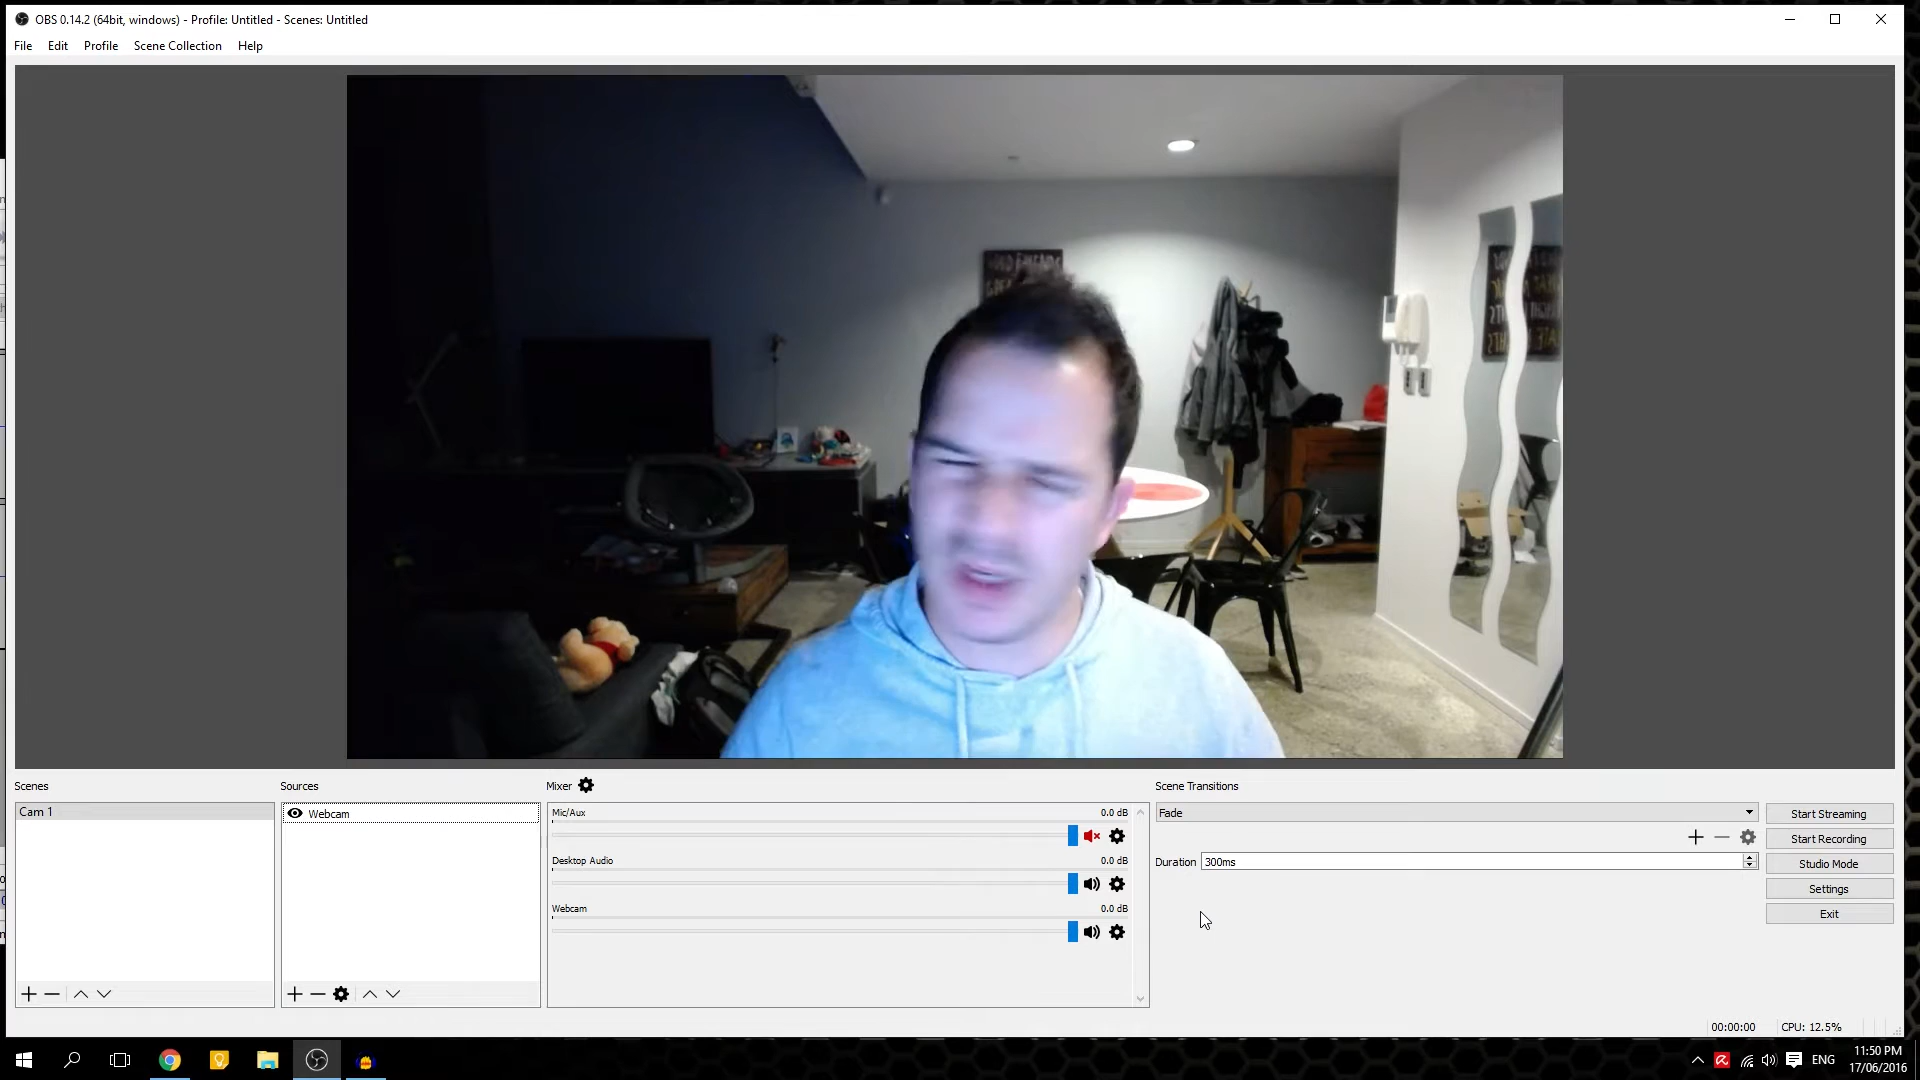 OBS 0.14.2 (64bit, windows) - Profile: Untitled - Scenes: Untitled
File Edit Profile Scene Collection Help
Scenes
Cam 1
Sources
Webcam
Mixer
Mic/Aux 0.0 dB
Desktop Audio 0.0 dB
Webcam 0.0 dB
Scene Transitions
Fade
Duration 300ms
Start Streaming
Start Recording
Studio Mode
Settings
Exit
00:00:00 CPU: 12.5%
ENG
11:50 PM
17/06/2016